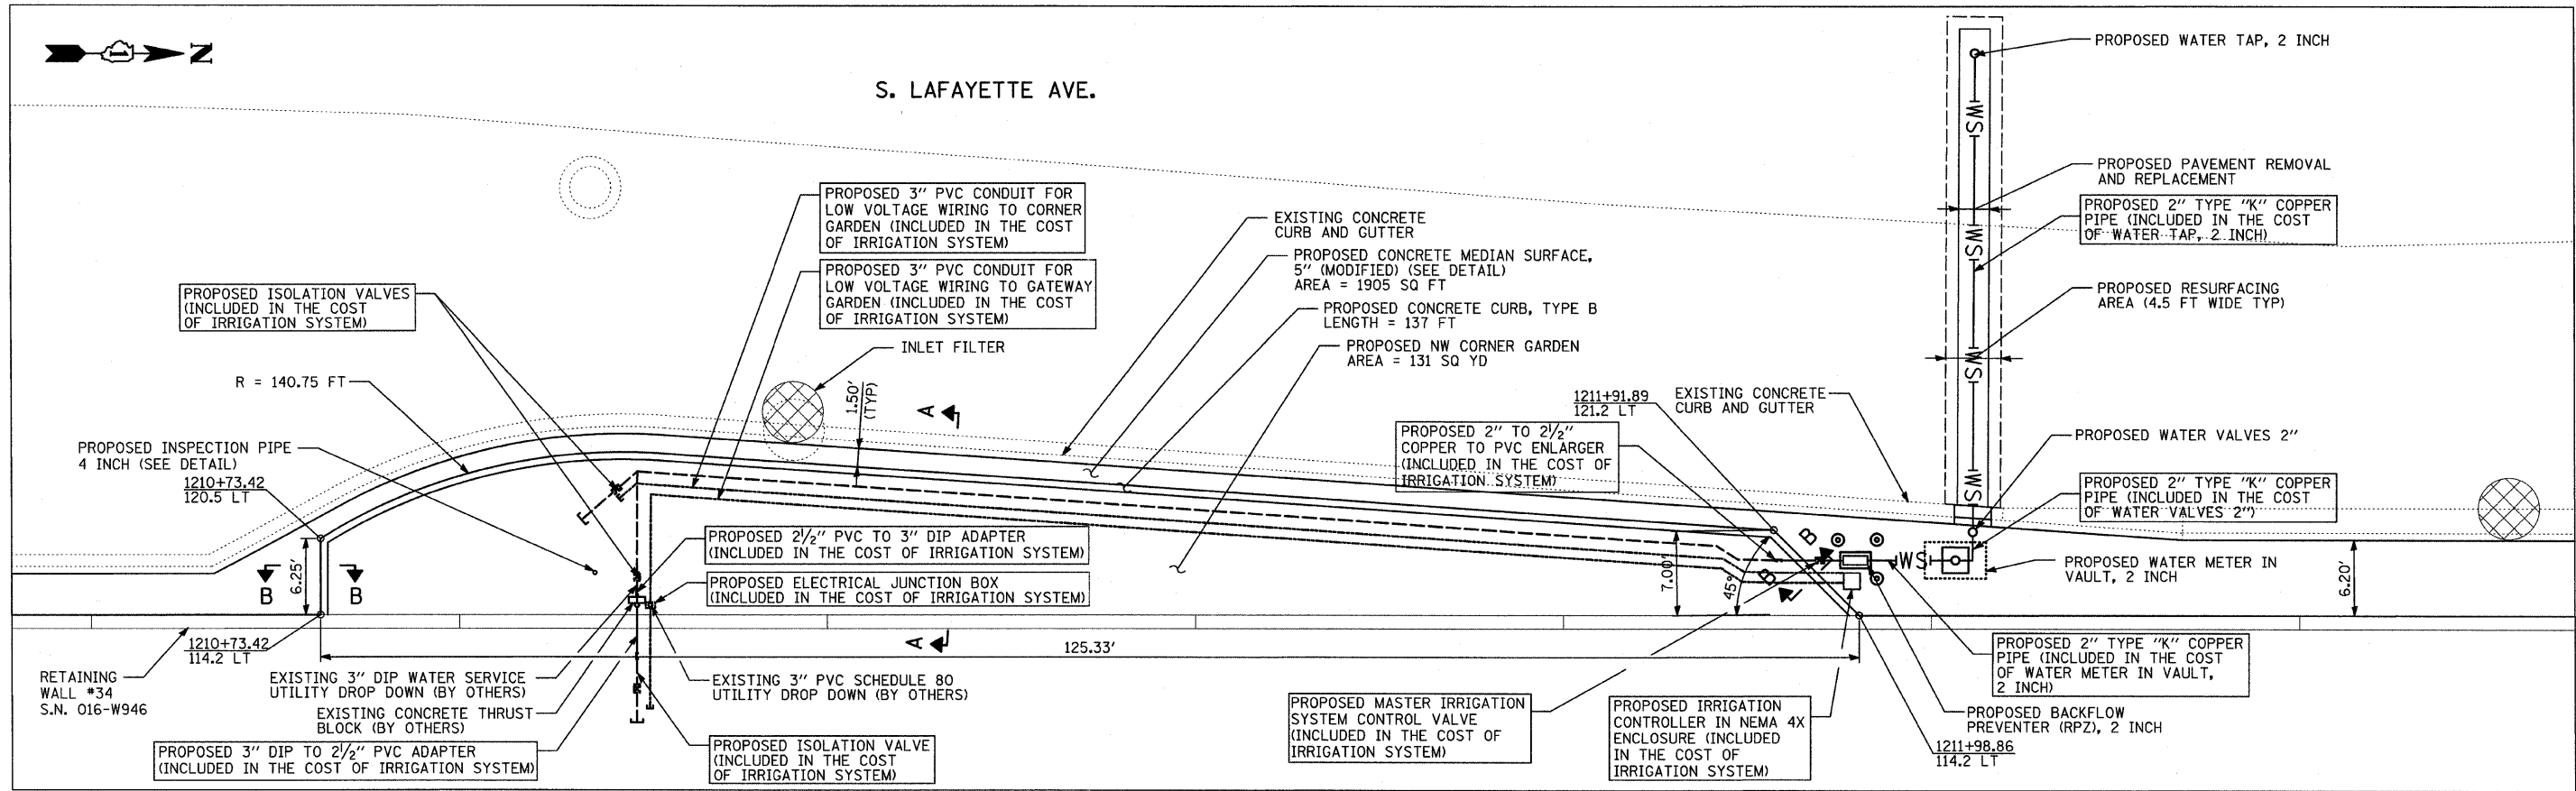 N
S. LAFAYETTE AVE.
PROPOSED WATER TAP, 2 INCH
PROPOSED PAVEMENT REMOVAL
AND REPLACEMENT
PROPOSED 2" TYPE "K" COPPER
PIPE (INCLUDED IN THE COST
OF WATER TAP, 2 INCH)
PROPOSED RESURFACING
AREA (4.5 FT WIDE TYP)
WS
WS
WS
WS
WS
PROPOSED 3" PVC CONDUIT FOR
LOW VOLTAGE WIRING TO CORNER
GARDEN (INCLUDED IN THE COST
OF IRRIGATION SYSTEM)
PROPOSED 3" PVC CONDUIT FOR
LOW VOLTAGE WIRING TO GATEWAY
GARDEN (INCLUDED IN THE COST
OF IRRIGATION SYSTEM)
EXISTING CONCRETE
CURB AND GUTTER
PROPOSED CONCRETE MEDIAN SURFACE,
5" (MODIFIED) (SEE DETAIL)
AREA = 1905 SQ FT
PROPOSED CONCRETE CURB, TYPE B
LENGTH = 137 FT
PROPOSED NW CORNER GARDEN
AREA = 131 SQ YD
PROPOSED ISOLATION VALVES
(INCLUDED IN THE COST
OF IRRIGATION SYSTEM)
INLET FILTER
R = 140.75 FT
1.50'
(TYP)
A
1211+91.89
121.2 LT
EXISTING CONCRETE
CURB AND GUTTER
PROPOSED 2" TO 2½"
COPPER TO PVC ENLARGER
(INCLUDED IN THE COST OF
IRRIGATION SYSTEM)
PROPOSED WATER VALVES 2"
PROPOSED 2" TYPE "K" COPPER
PIPE (INCLUDED IN THE COST
OF WATER VALVES 2")
PROPOSED INSPECTION PIPE
4 INCH (SEE DETAIL)
1210+73.42
120.5 LT
PROPOSED 2½" PVC TO 3" DIP ADAPTER
(INCLUDED IN THE COST OF IRRIGATION SYSTEM)
PROPOSED ELECTRICAL JUNCTION BOX
(INCLUDED IN THE COST OF IRRIGATION SYSTEM)
B
B
6.25'
7.00'
45°
B
B
WS
PROPOSED WATER METER IN
VAULT, 2 INCH
6.20'
1210+73.42
114.2 LT
A
125.33'
RETAINING
WALL #34
S.N. 016-W946
EXISTING 3" DIP WATER SERVICE
UTILITY DROP DOWN (BY OTHERS)
EXISTING 3" PVC SCHEDULE 80
UTILITY DROP DOWN (BY OTHERS)
EXISTING CONCRETE THRUST
BLOCK (BY OTHERS)
PROPOSED 3" DIP TO 2½" PVC ADAPTER
(INCLUDED IN THE COST OF IRRIGATION SYSTEM)
PROPOSED ISOLATION VALVE
(INCLUDED IN THE COST
OF IRRIGATION SYSTEM)
PROPOSED MASTER IRRIGATION
SYSTEM CONTROL VALVE
(INCLUDED IN THE COST OF
IRRIGATION SYSTEM)
PROPOSED IRRIGATION
CONTROLLER IN NEMA 4X
ENCLOSURE (INCLUDED
IN THE COST OF
IRRIGATION SYSTEM)
PROPOSED 2" TYPE "K" COPPER
PIPE (INCLUDED IN THE COST
OF WATER METER IN VAULT,
2 INCH)
PROPOSED BACKFLOW
PREVENTER (RPZ), 2 INCH
1211+98.86
114.2 LT